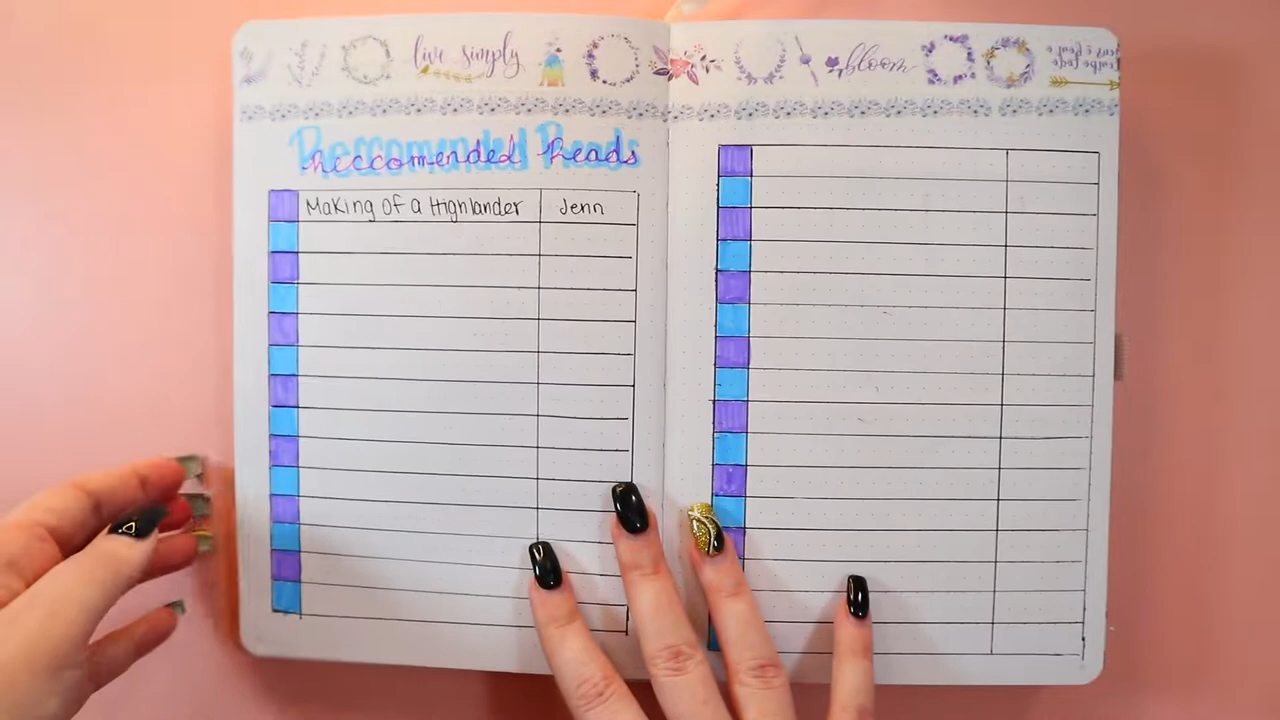 live simply
bloom
Reccomended Reads
Making of a Highlander Jenn